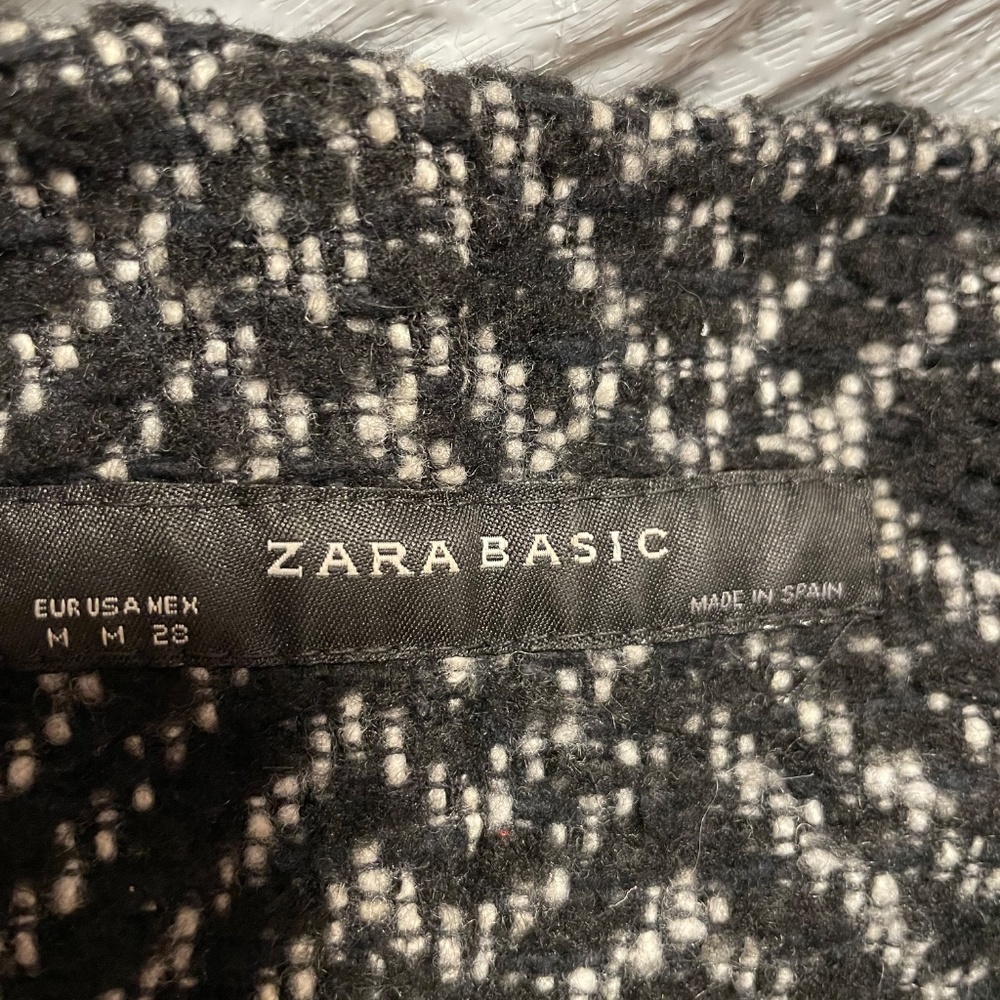 ZARA BASIC
EUR USA MEX
M M 28
MADE IN SPAIN